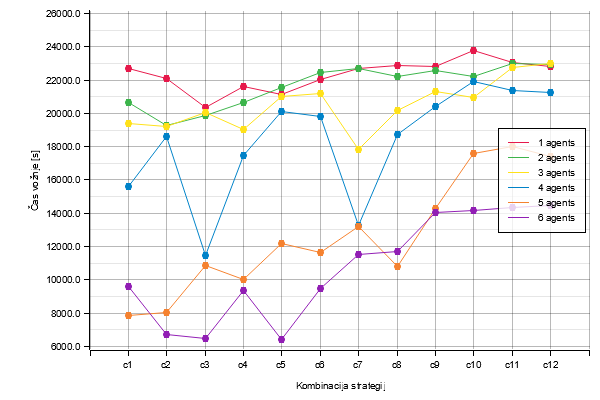 26000.0
24000.0
22000.0
20000.0
18000.0
16000.0
14000.0
12000.0
10000.0
8000.0
6000.0
Čas vožnje [s]
1 agents
2 agents
3 agents
4 agents
5 agents
6 agents
c1 c2 c3 c4 c5 c6 c7 c8 c9 c10 c11 c12
Kombinacija strategij